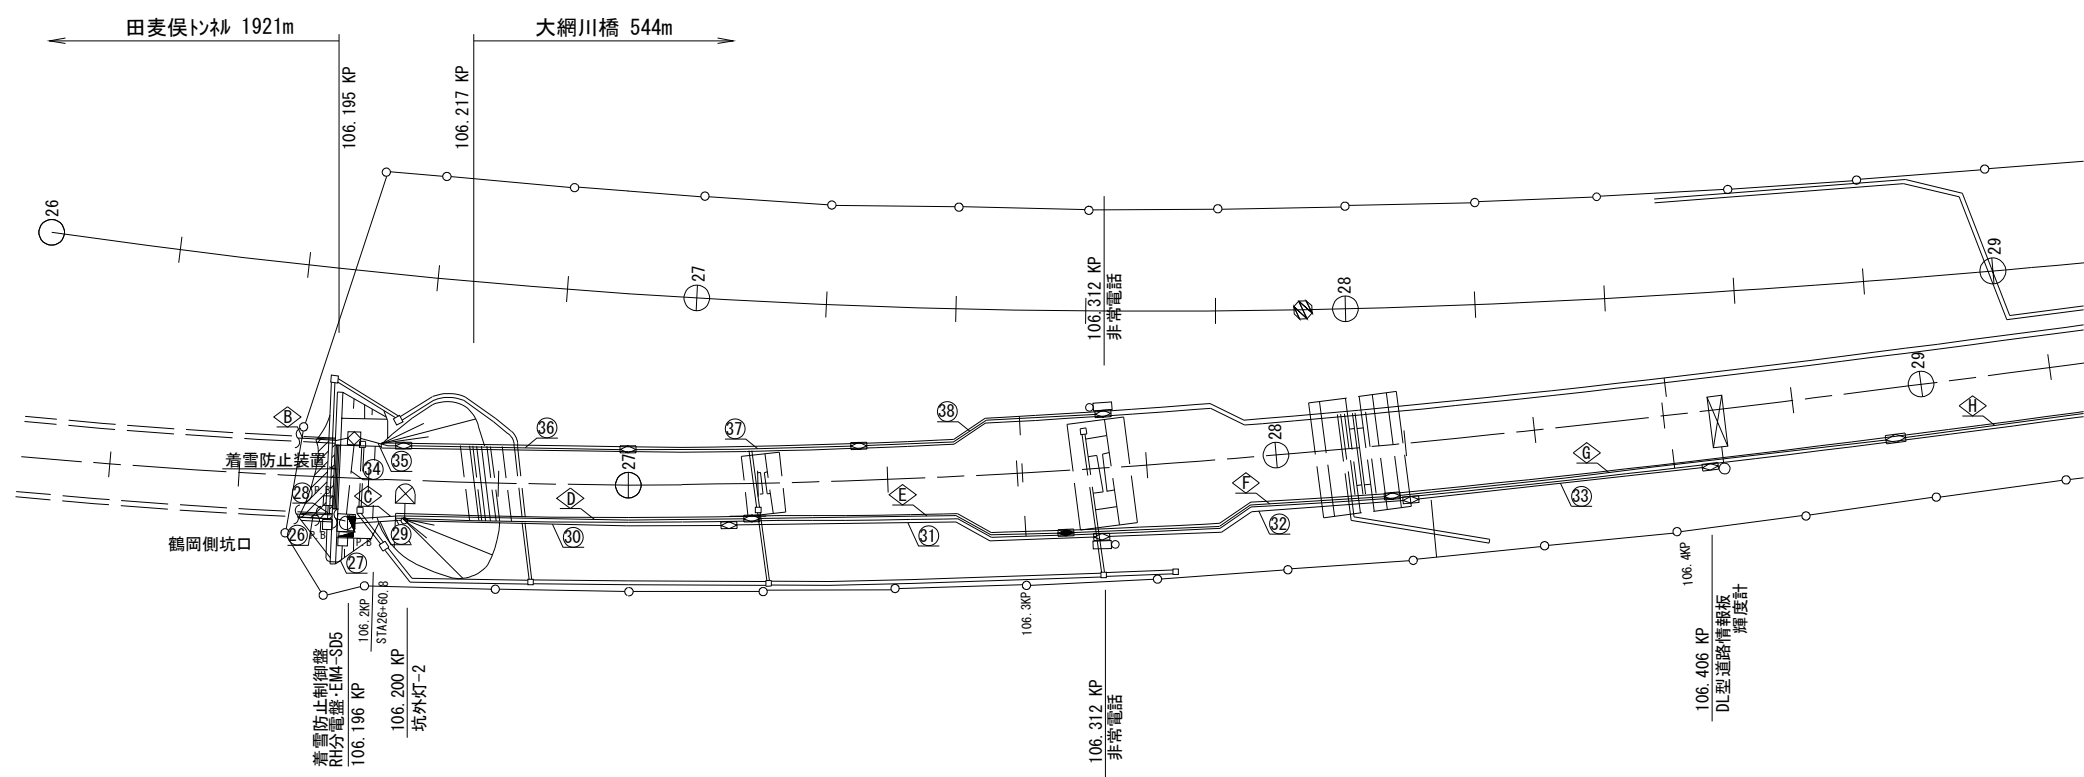 田麦俣トンネル 1921m
大網川橋 544m
106.195 KP
106.217 KP
26
27
28
29
106.312 KP
非常電話
B
36
37
38
29
H
着雪防止装置
34
35
27
28
G
28
P.B
C
D
E
F
33
鶴岡側坑口
26
P.B
P.B
29
30
31
32
27
106.2KP
STA26+60.8
106.3KP
106.4KP
着雪防止制御盤
RH分電盤・EM4-SD5
106.196 KP
106.200 KP
坑外灯-2
106.312 KP
非常電話
106.406 KP
DL型道路情報板
輝度計